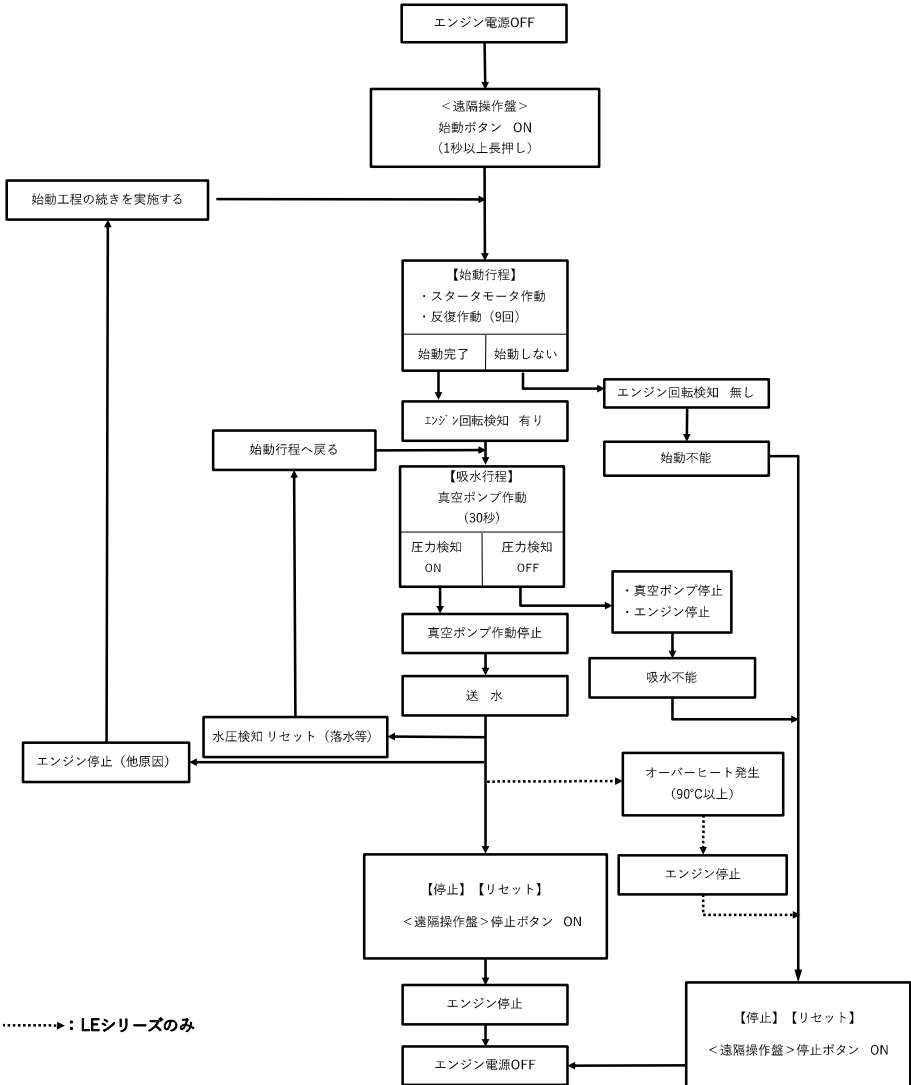 エンジン電源OFF
＜遠隔操作盤＞
始動ボタン　ON
（1秒以上長押し）
始動工程の続きを実施する
【始動行程】
・スタータモータ作動
・反復作動（9回）
始動完了
始動しない
エンジン回転検知　無し
ｴﾝｼﾞﾝ回転検知　有り
始動行程へ戻る
始動不能
【吸水行程】
真空ポンプ作動
（30秒）
圧力検知
ON
圧力検知
OFF
・真空ポンプ停止
・エンジン停止
真空ポンプ作動停止
吸水不能
送　水
水圧検知 リセット（落水等）
エンジン停止（他原因）
オーバーヒート発生
（90℃以上）
エンジン停止
【停止】【リセット】
＜遠隔操作盤＞停止ボタン　ON
エンジン停止
【停止】【リセット】
＜遠隔操作盤＞停止ボタン　ON
：LEシリーズのみ
エンジン電源OFF